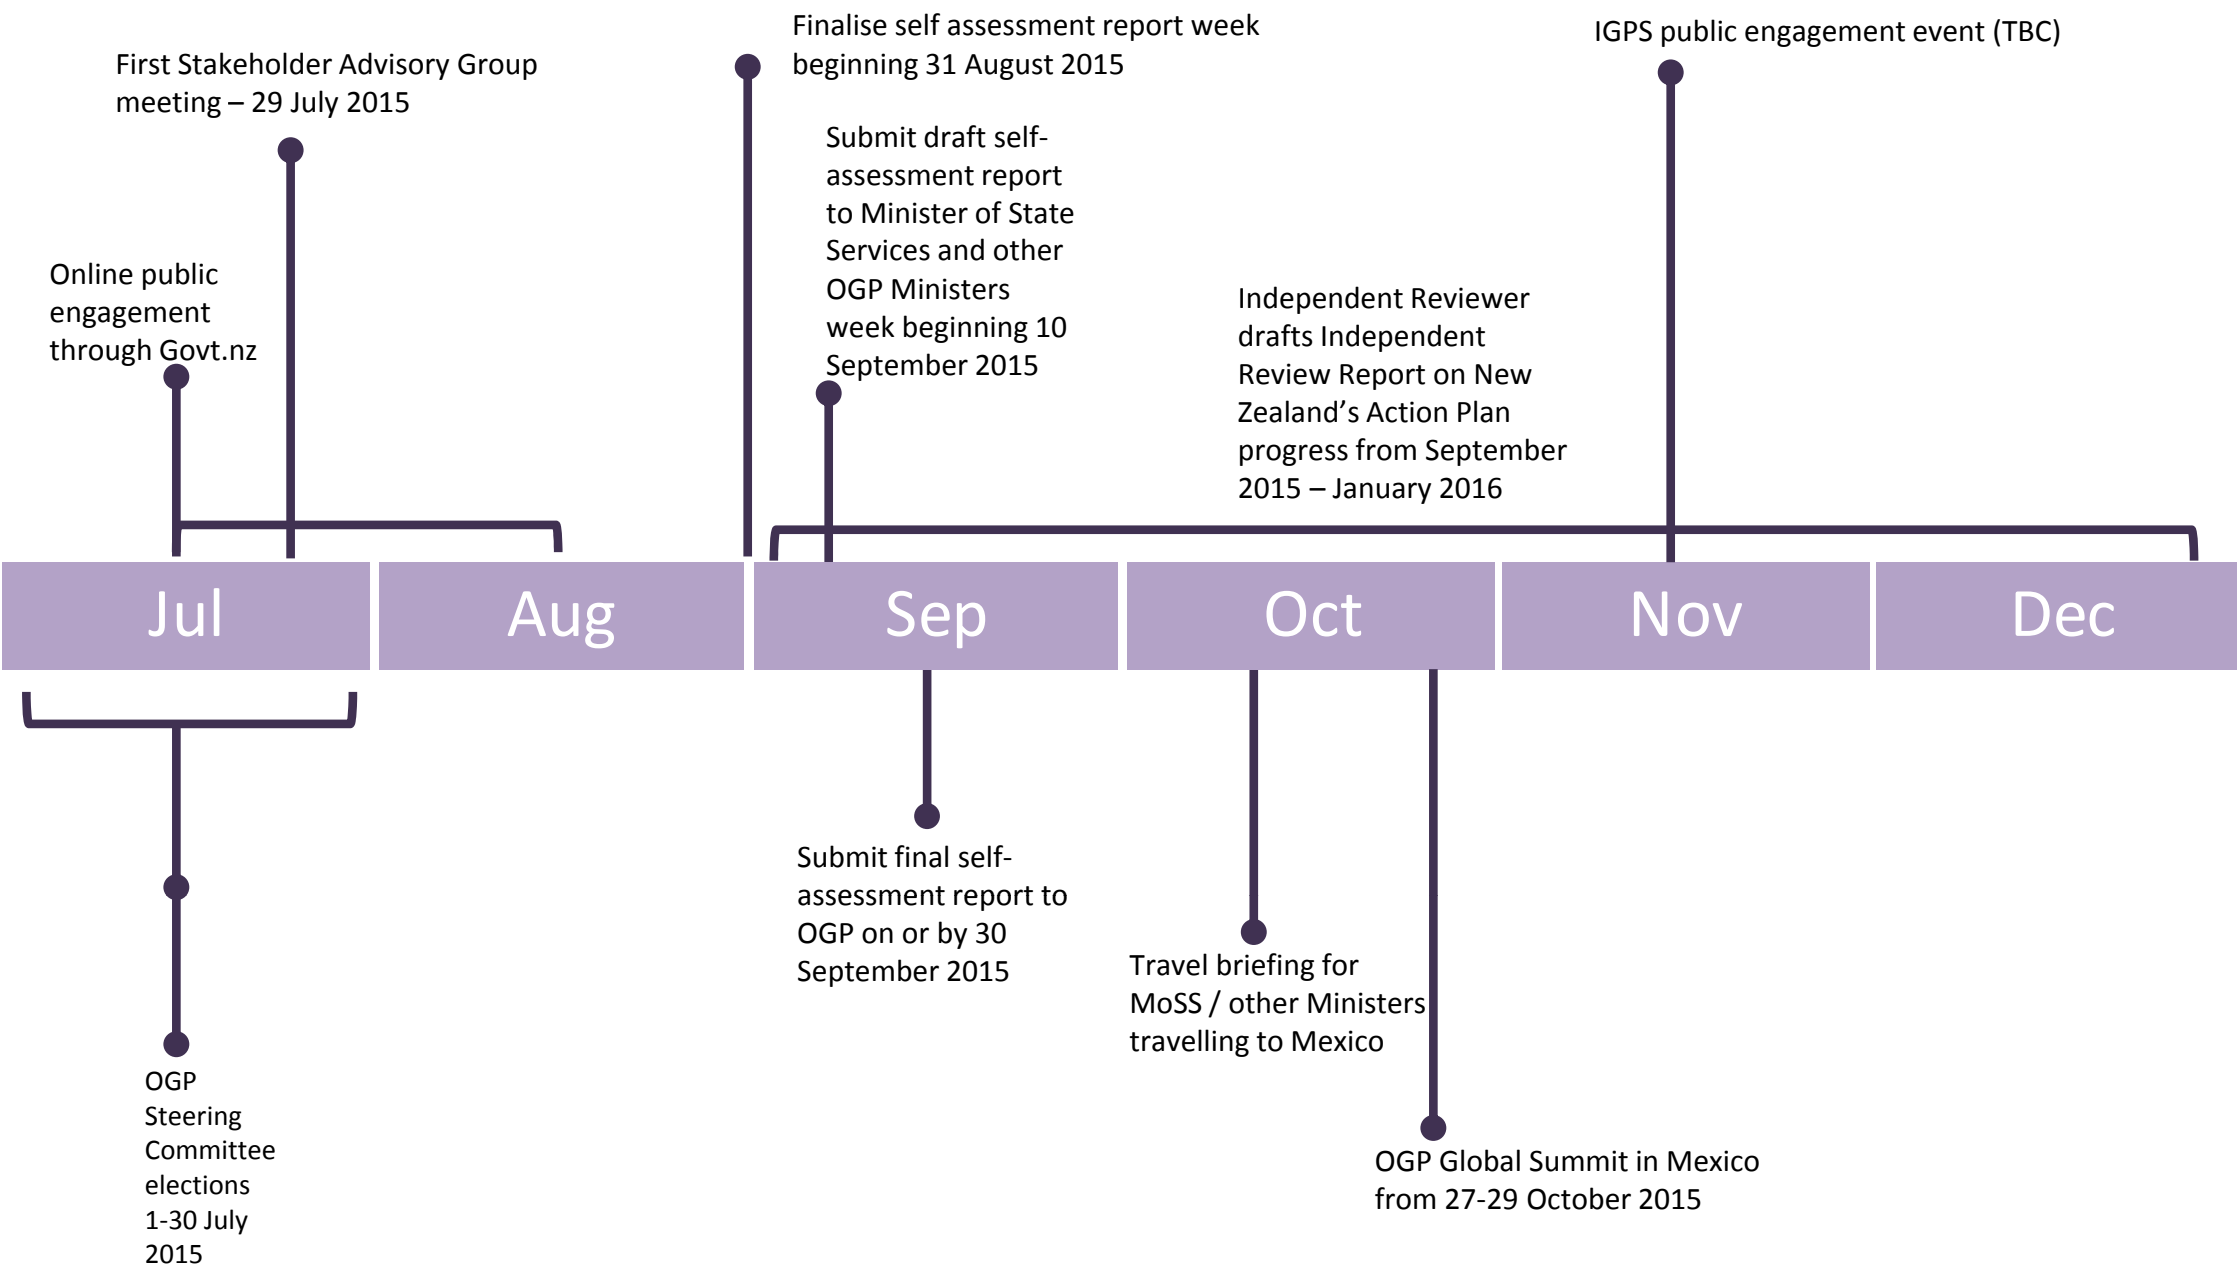 First Stakeholder Advisory Group
meeting – 29 July 2015
Finalise self assessment report week
beginning 31 August 2015
IGPS public engagement event (TBC)
Online public
engagement
through Govt.nz
Submit draft self-
assessment report
to Minister of State
Services and other
OGP Ministers
week beginning 10
September 2015
Independent Reviewer
drafts Independent
Review Report on New
Zealand’s Action Plan
progress from September
2015 – January 2016
Jul
Aug
Sep
Oct
Nov
Dec
OGP
Steering
Committee
elections
1-30 July
2015
Submit final self-
assessment report to
OGP on or by 30
September 2015
Travel briefing for
MoSS / other Ministers
travelling to Mexico
OGP Global Summit in Mexico
from 27-29 October 2015